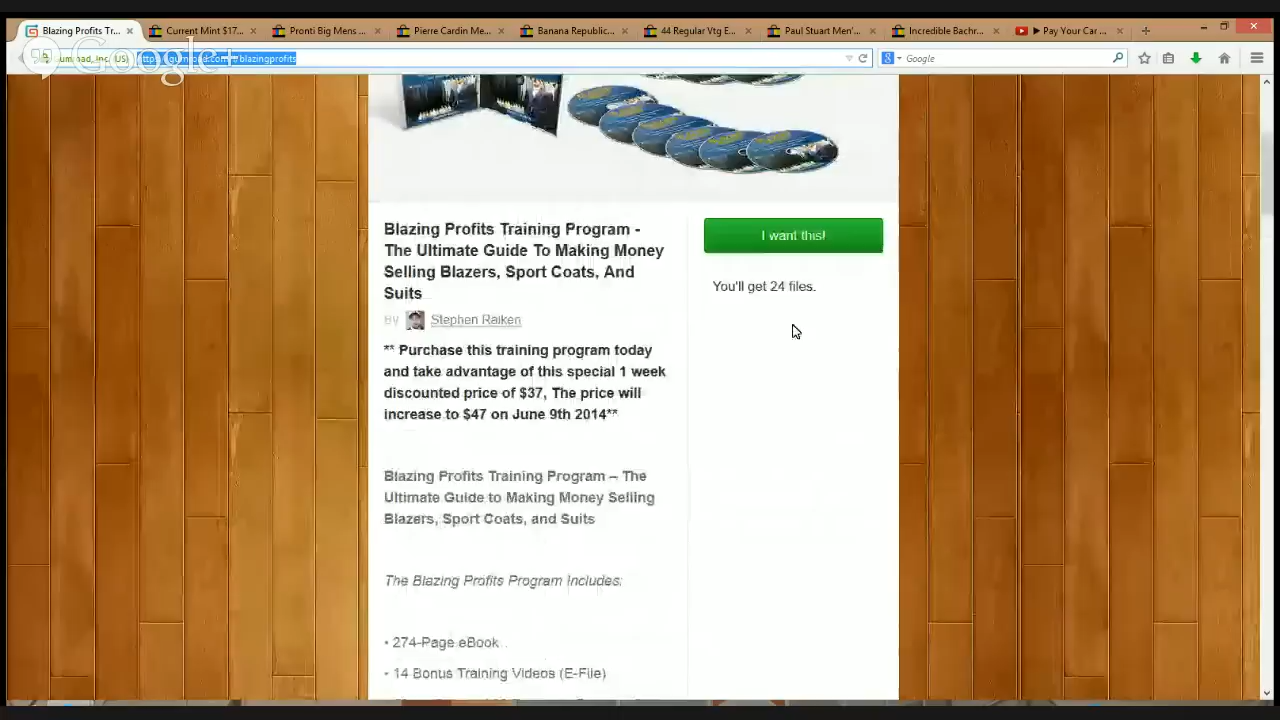 Blazing Profits Tr...
Current Mint $17...
Pronti Big Mens ...
Pierre Cardin Me...
Banana Republic...
44 Regular Vtg E...
Paul Stuart Men'...
Incredible Bachr...
▶ Pay Your Car ...
Google+
Google
Blazing Profits Training Program -
The Ultimate Guide To Making Money
Selling Blazers, Sport Coats, And
Suits
By Stephen Raiken
** Purchase this training program today
and take advantage of this special 1 week
discounted price of $37, The price will
increase to $47 on June 9th 2014**
Blazing Profits Training Program – The
Ultimate Guide to Making Money Selling
Blazers, Sport Coats, and Suits
The Blazing Profits Program Includes:
• 274-Page eBook
• 14 Bonus Training Videos (E-File)
I want this!
You'll get 24 files.